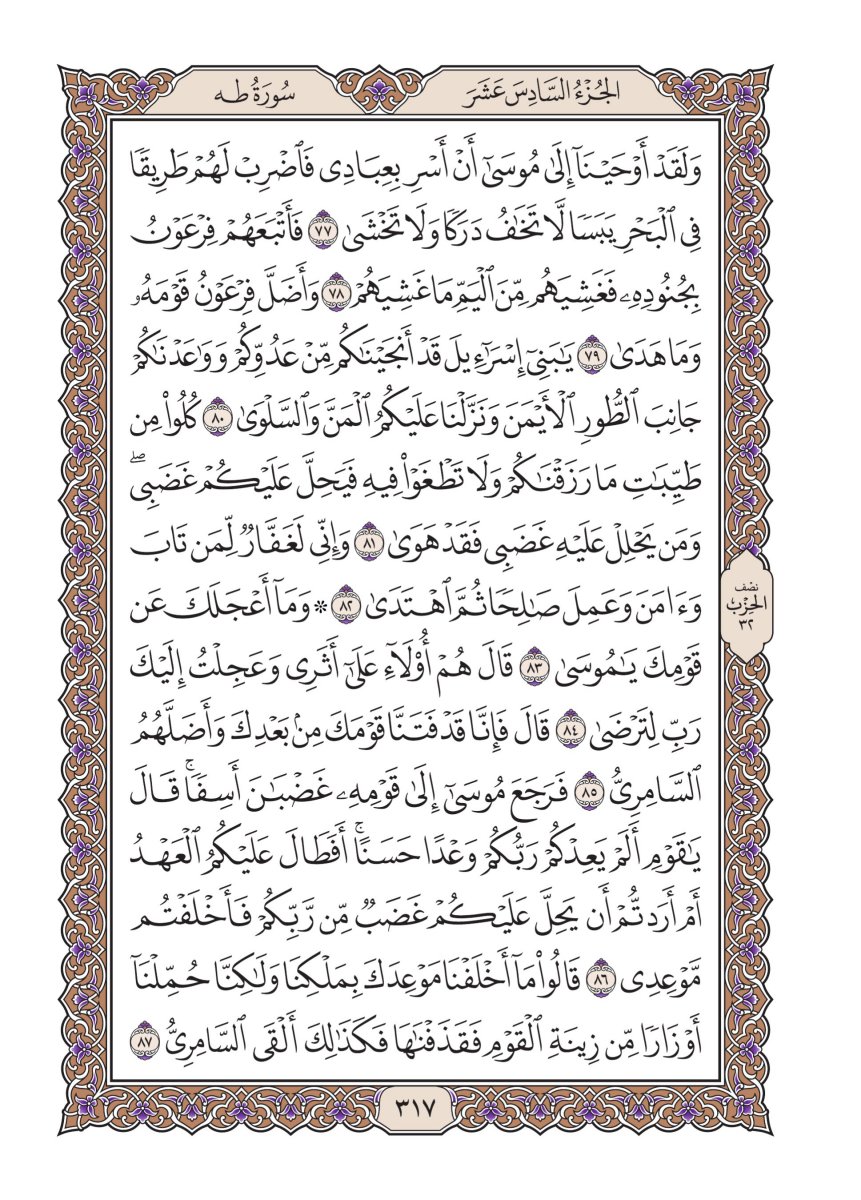 الجُزْءُ السَّادِسَ عَشَرَ
سُورَةُ طه
وَلَقَدۡ أَوۡحَيۡنَآ إِلَىٰ مُوسَىٰٓ أَنۡ أَسۡرِ بِعِبَادِي فَٱضۡرِبۡ لَهُمۡ طَرِيقٗا
فِي ٱلۡبَحۡرِ يَبَسٗا لَّا تَخَٰفُ دَرَكٗا وَلَا تَخۡشَىٰ ٧٧ فَأَتۡبَعَهُمۡ فِرۡعَوۡنُ
بِجُنُودِهِۦ فَغَشِيَهُم مِّنَ ٱلۡيَمِّ مَا غَشِيَهُمۡ ٧٨ وَأَضَلَّ فِرۡعَوۡنُ قَوۡمَهُۥ
وَمَا هَدَىٰ ٧٩ يَٰبَنِيٓ إِسۡرَٰٓءِيلَ قَدۡ أَنجَيۡنَٰكُم مِّنۡ عَدُوِّكُمۡ وَوَٰعَدۡنَٰكُمۡ
جَانِبَ ٱلطُّورِ ٱلۡأَيۡمَنَ وَنَزَّلۡنَا عَلَيۡكُمُ ٱلۡمَنَّ وَٱلسَّلۡوَىٰ ٨٠ كُلُواْ مِن
طَيِّبَٰتِ مَا رَزَقۡنَٰكُمۡ وَلَا تَطۡغَوۡاْ فِيهِ فَيَحِلَّ عَلَيۡكُمۡ غَضَبِيۖ
وَمَن يَحۡلِلۡ عَلَيۡهِ غَضَبِي فَقَدۡ هَوَىٰ ٨١ وَإِنِّي لَغَفَّارٞ لِّمَن تَابَ
وَءَامَنَ وَعَمِلَ صَٰلِحٗا ثُمَّ ٱهۡتَدَىٰ ٨٢ * وَمَآ أَعۡجَلَكَ عَن
قَوۡمِكَ يَٰمُوسَىٰ ٨٣ قَالَ هُمۡ أُوْلَآءِ عَلَىٰٓ أَثَرِي وَعَجِلۡتُ إِلَيۡكَ
رَبِّ لِتَرۡضَىٰ ٨٤ قَالَ فَإِنَّا قَدۡ فَتَنَّا قَوۡمَكَ مِنۢ بَعۡدِكَ وَأَضَلَّهُمُ
ٱلسَّامِرِيُّ ٨٥ فَرَجَعَ مُوسَىٰٓ إِلَىٰ قَوۡمِهِۦ غَضۡبَٰنَ أَسِفٗاۚ قَالَ
يَٰقَوۡمِ أَلَمۡ يَعِدۡكُمۡ رَبُّكُمۡ وَعۡدًا حَسَنًاۚ أَفَطَالَ عَلَيۡكُمُ ٱلۡعَهۡدُ
أَمۡ أَرَدتُّمۡ أَن يَحِلَّ عَلَيۡكُمۡ غَضَبٞ مِّن رَّبِّكُمۡ فَأَخۡلَفۡتُم
مَّوۡعِدِي ٨٦ قَالُواْ مَآ أَخۡلَفۡنَا مَوۡعِدَكَ بِمَلۡكِنَا وَلَٰكِنَّا حُمِّلۡنَآ
أَوۡزَارٗا مِّن زِينَةِ ٱلۡقَوۡمِ فَقَذَفۡنَٰهَا فَكَذَٰلِكَ أَلۡقَى ٱلسَّامِرِيُّ ٨٧
نصف
الحزب
٣٢
٣١٧